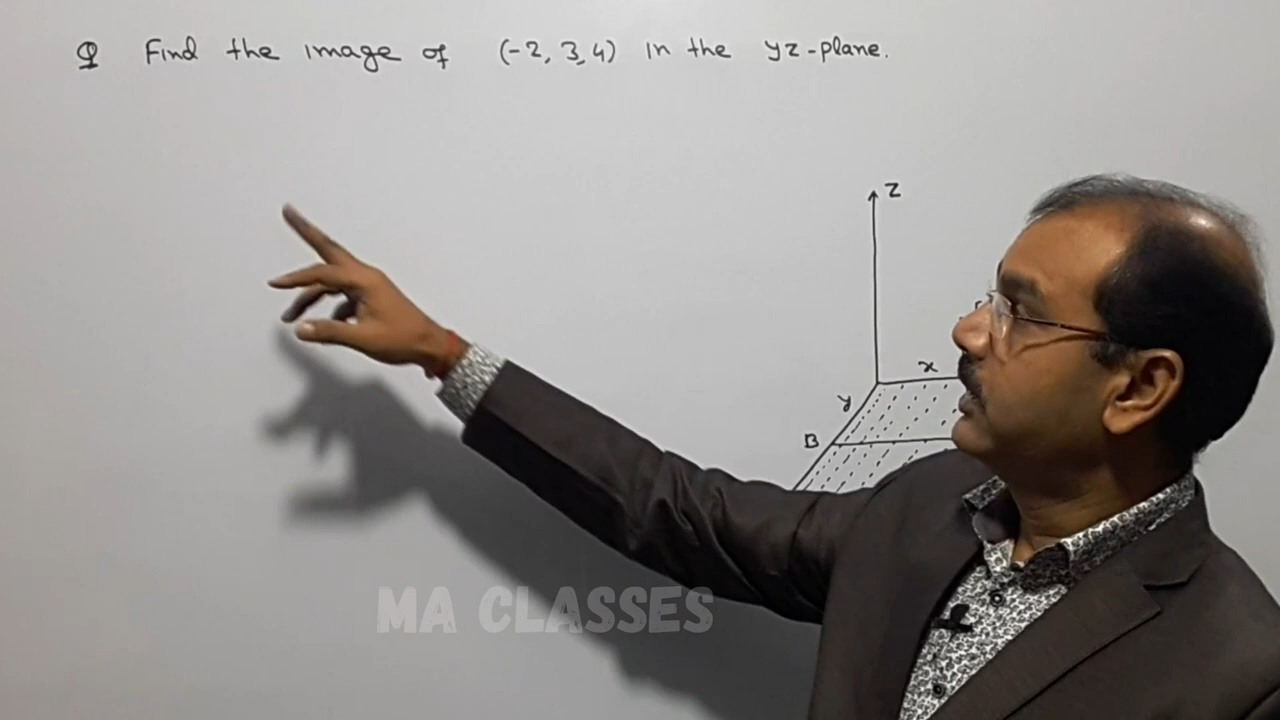 Q Find the image of (-2, 3, 4) in the yz-plane.
z
x
y
B
MA CLASSES